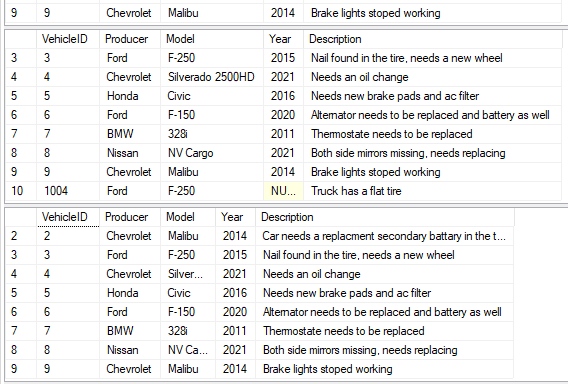 9 9 Chevrolet Malibu 2014 Brake lights stoped working
VehicleID Producer Model Year Description
3 3 Ford F-250 2015 Nail found in the tire, needs a new wheel
4 4 Chevrolet Silverado 2500HD 2021 Needs an oil change
5 5 Honda Civic 2016 Needs new brake pads and ac filter
6 6 Ford F-150 2020 Alternator needs to be replaced and battery as well
7 7 BMW 328i 2011 Thermostate needs to be replaced
8 8 Nissan NV Cargo 2021 Both side mirrors missing, needs replacing
9 9 Chevrolet Malibu 2014 Brake lights stoped working
10 1004 Ford F-250 NU... Truck has a flat tire
VehicleID Producer Model Year Description
2 2 Chevrolet Malibu 2014 Car needs a replacment secondary battary in the t...
3 3 Ford F-250 2015 Nail found in the tire, needs a new wheel
4 4 Chevrolet Silver... 2021 Needs an oil change
5 5 Honda Civic 2016 Needs new brake pads and ac filter
6 6 Ford F-150 2020 Alternator needs to be replaced and battery as well
7 7 BMW 328i 2011 Thermostate needs to be replaced
8 8 Nissan NV Ca... 2021 Both side mirrors missing, needs replacing
9 9 Chevrolet Malibu 2014 Brake lights stoped working